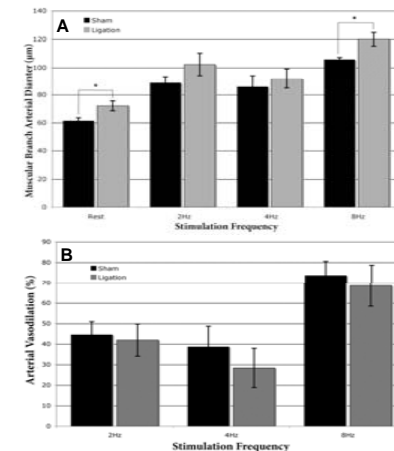 A
Sham
Ligation
Muscular Branch Arterial Dianter (µm)
140
120
100
80
60
40
20
0
*
*
Rest
2Hz
4Hz
8Hz
Stimulation Frequency
B
Sham
Ligation
Arterial Vasodilation (%)
90
80
70
60
50
40
30
20
10
0
2Hz
4Hz
8Hz
Stimulation Frequency